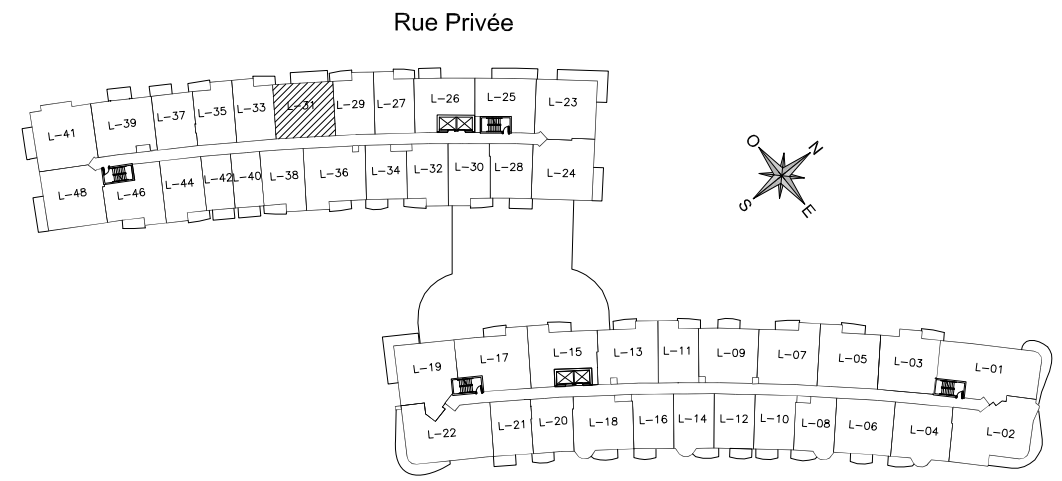 Rue Privée
L-41 L-39 L-37 L-35 L-33 L-31 L-29 L-27 L-26 L-25 L-23
L-48 L-46 L-44 L-42 L-40 L-38 L-36 L-34 L-32 L-30 L-28 L-24
O N
S E
L-19 L-17 L-15 L-13 L-11 L-09 L-07 L-05 L-03 L-01
L-22 L-21 L-20 L-18 L-16 L-14 L-12 L-10 L-08 L-06 L-04 L-02